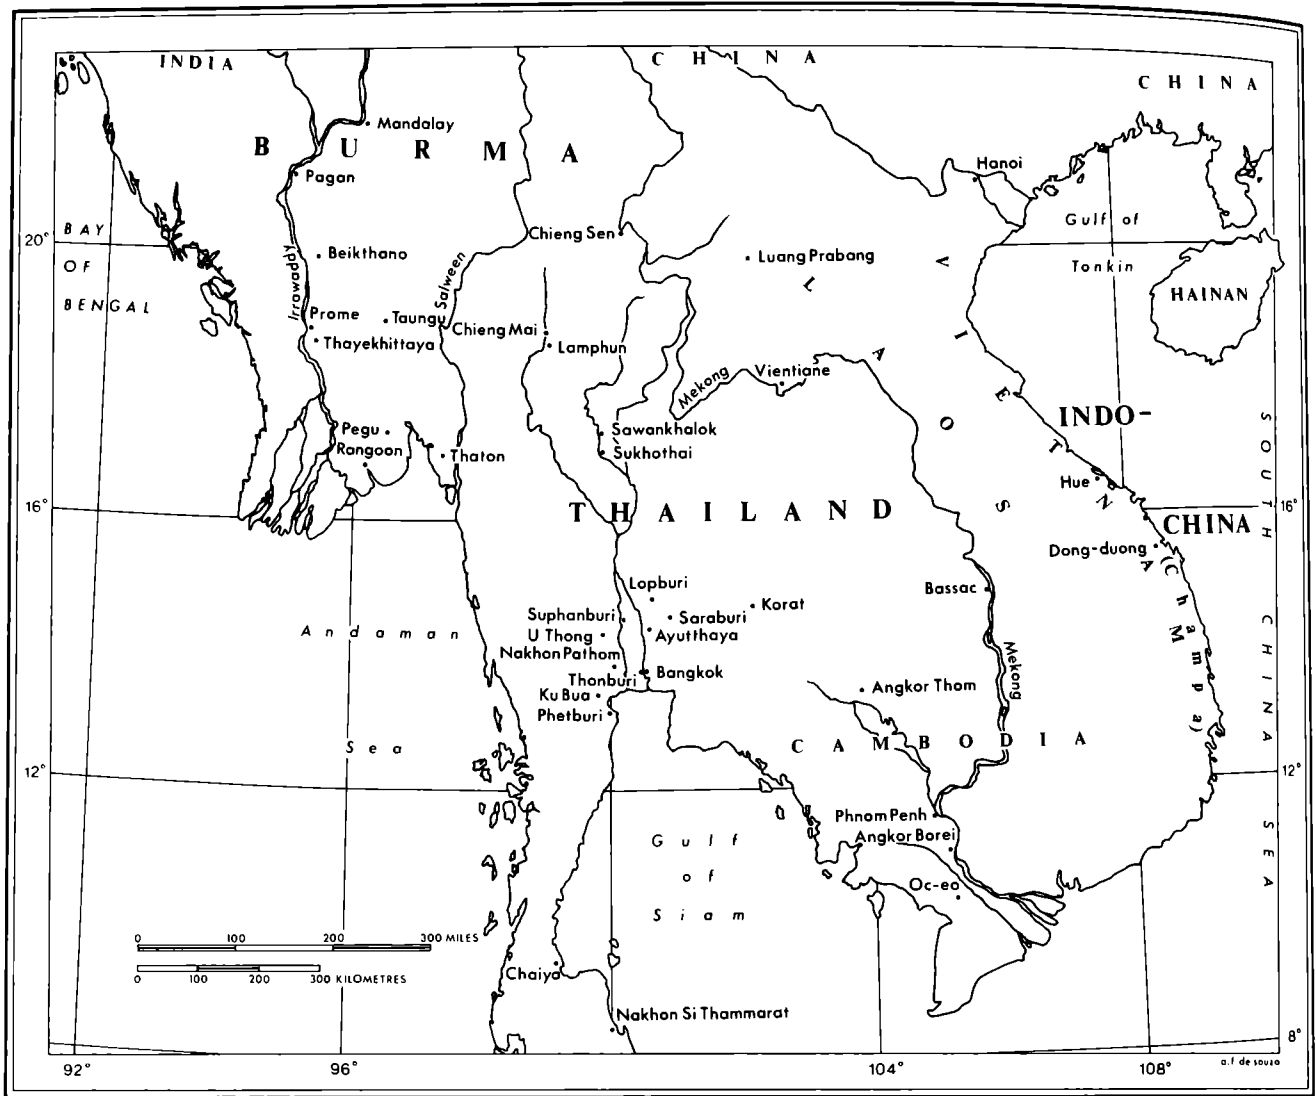 INDIA
CHINA
CHINA
Mandalay
BURMA
Pagan
Hanoi
BAY
OF
BENGAL
20°
Gulf of
Tonkin
Chieng Sen
Beikthano
Irrawaddy
Salween
Luang Prabang
HAINAN
Prome
Taungu
Thayekhittaya
Chieng Mai
Lamphun
LAOS
VIETNAM
Mekong
Vientiane
Sawankhalok
Sukhothai
Pegu
Rangoon
Thaton
INDO-
CHINA
Hue
SOUTH CHINA SEA
16°
16°
THAILAND
Dong-duong
(Champa)
Lopburi
Bassac
Suphanburi
Saraburi
Korat
U Thong
Ayutthaya
Andaman
Sea
Nakhon Pathom
Bangkok
Thonburi
Mekong
Ku Bua
Angkor Thom
Phetburi
CAMBODIA
12°
12°
Phnom Penh
Angkor Borei
Gulf
of
Siam
Oc-eo
0 100 200 300 MILES
0 100 200 300 KILOMETRES
Chaiya
Nakhon Si Thammarat
8°
92°
96°
104°
108°
a.f de souza